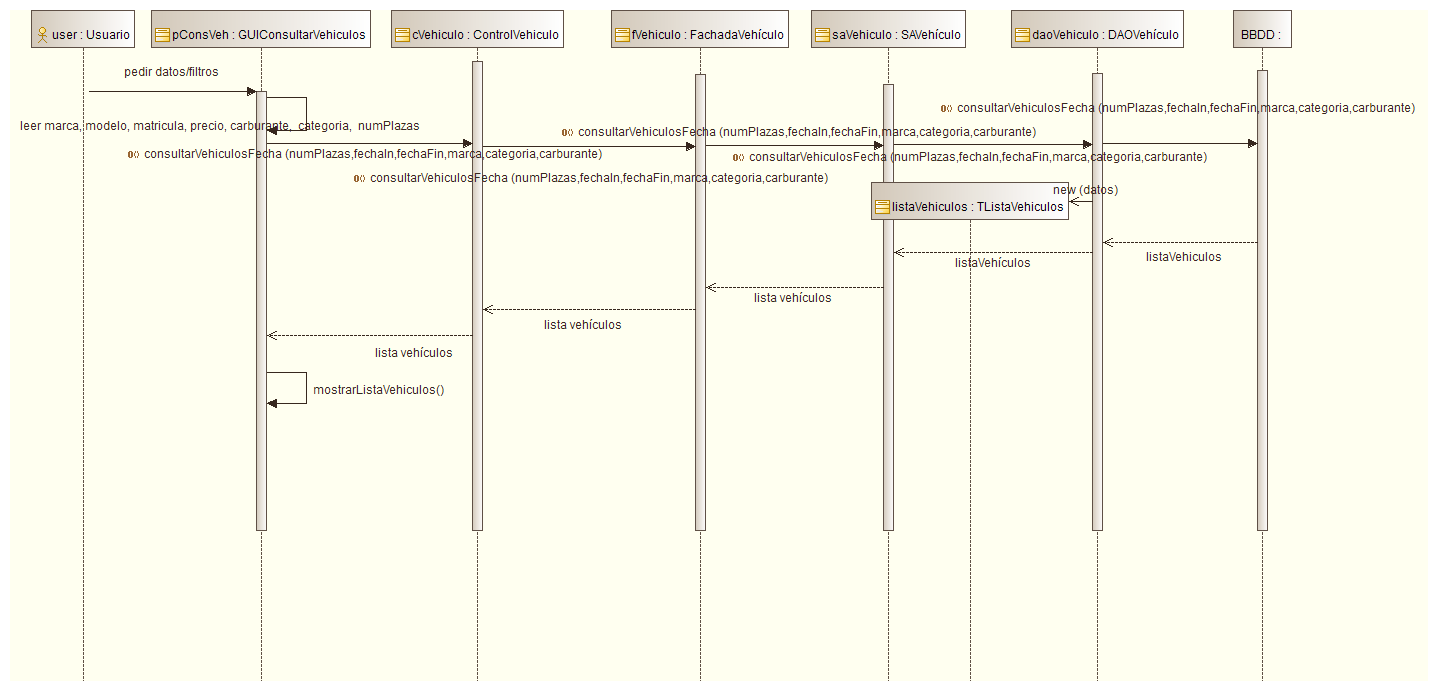 user : Usuario
pConsVeh : GUIConsultarVehiculos
cVehiculo : ControlVehiculo
fVehiculo : FachadaVehículo
saVehiculo : SAVehículo
daoVehiculo : DAOVehículo
BBDD :
pedir datos/filtros
consultarVehiculosFecha (numPlazas,fechaIn,fechaFin,marca,categoria,carburante)
leer marca, modelo, matricula, precio, carburante, categoria, numPlazas
consultarVehiculosFecha (numPlazas,fechaIn,fechaFin,marca,categoria,carburante)
consultarVehiculosFecha (numPlazas,fechaIn,fechaFin,marca,categoria,carburante)
consultarVehiculosFecha (numPlazas,fechaIn,fechaFin,marca,categoria,carburante)
consultarVehiculosFecha (numPlazas,fechaIn,fechaFin,marca,categoria,carburante)
new (datos)
listaVehiculos : TListaVehiculos
listaVehiculos
listaVehículos
lista vehículos
lista vehículos
lista vehículos
mostrarListaVehiculos()